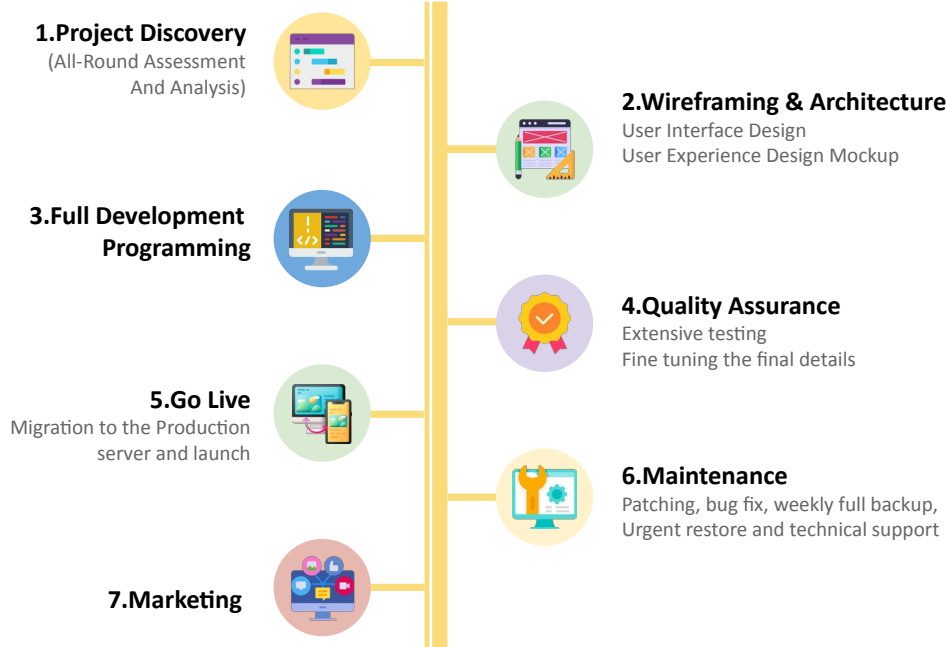 1.Project Discovery
(All-Round Assessment
And Analysis)
2.Wireframing & Architecture
User Interface Design
User Experience Design Mockup
3.Full Development
Programming
4.Quality Assurance
Extensive testing
Fine tuning the final details
5.Go Live
Migration to the Production
server and launch
6.Maintenance
Patching, bug fix, weekly full backup,
Urgent restore and technical support
7.Marketing